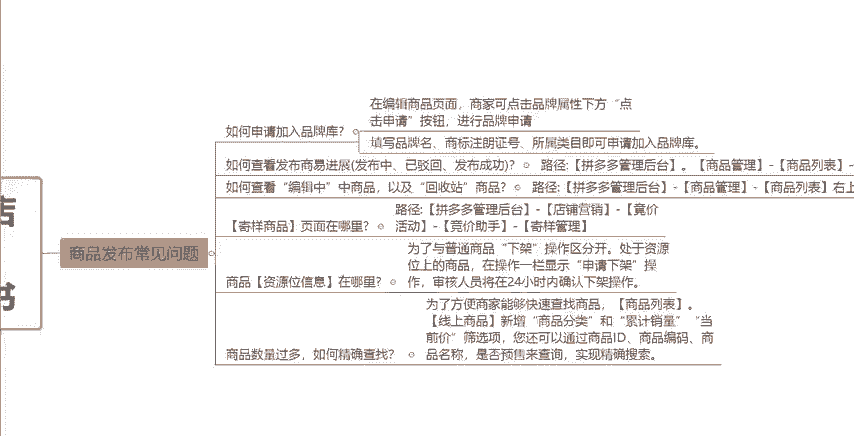 店
书
商品发布常见问题
如何申请加入品牌库?
在编辑商品页面，商家可点击品牌属性下方“点
击申请”按钮，进行品牌申请
填写品牌名、商标注册证号、所属类目即可申请加入品牌库。
如何查看发布商易进展(发布中、已驳回、发布成功)? 路径:【拼多多管理后台】。【商品管理】-【商品列表】-
如何查看“编辑中”中商品，以及“回收站”商品? 路径:【拼多多管理后台】-【商品管理】-【商品列表】右上
【寄样商品】页面在哪里?
路径:【拼多多管理后台】-【店铺营销】-【竟价
活动】-【竞价助手】-【寄样管理】
商品【资源位信息】在哪里?
为了与普通商品“下架”操作区分开。处于资源
位上的商品，在操作一栏显示“申请下架”操
作，审核人员将在24小时内确认下架操作。
商品数量过多，如何精确查找?
为了方便商家能够快速查找商品，【商品列表】。
【线上商品】新增“商品分类”和“累计销量”“当
前价”筛选项，您还可以通过商品ID、商品编码、商
品名称，是否预售来查询，实现精确搜索。